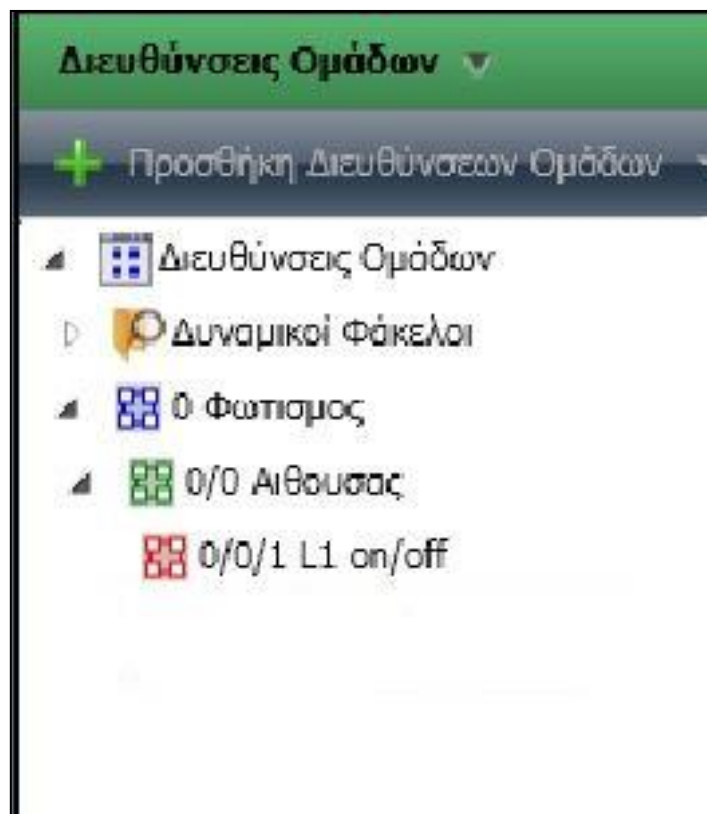 Διευθύνσεις Ομάδων
Προσθήκη Διευθύνσεων Ομάδων
Διευθύνσεις Ομάδων
Δυναμικοί Φάκελοι
0 Φωτισμος
0/0 Αιθουσας
0/0/1 L1 on/off